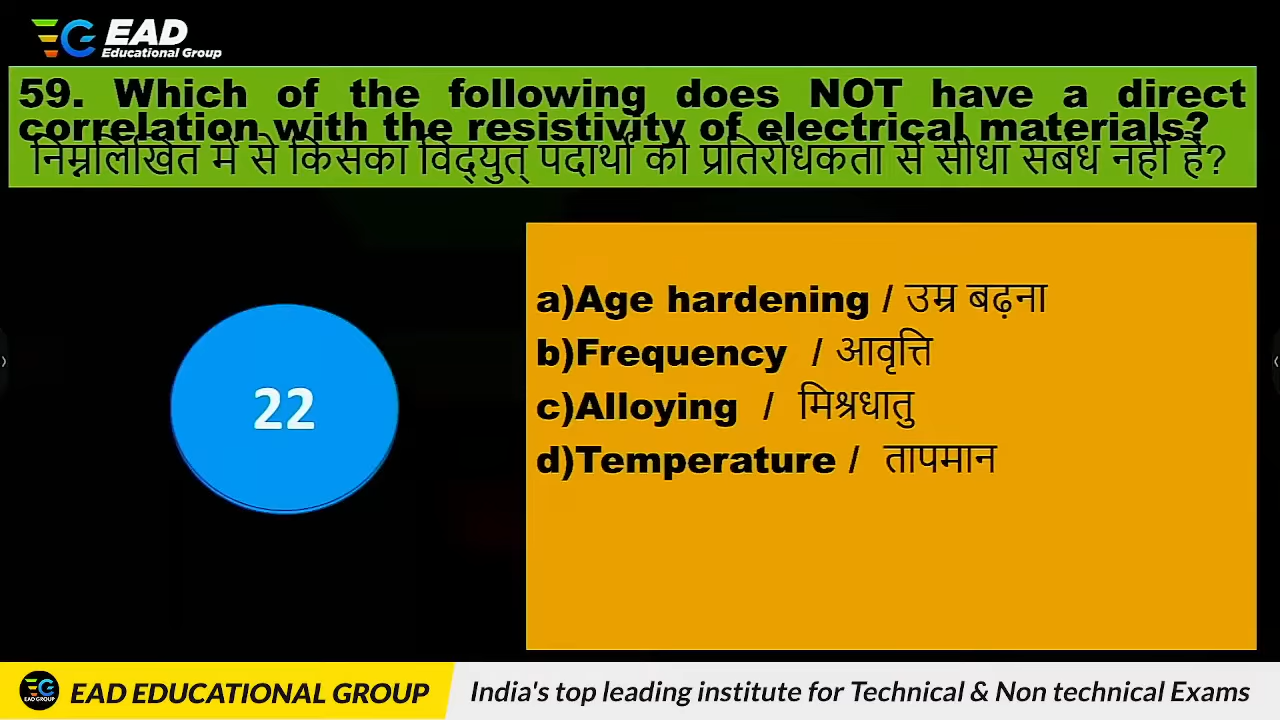 EAD
Educational Group
59. Which of the following does NOT have a direct
correlation with the resistivity of electrical materials?
निम्नलिखित में से किसका विद्युत् पदार्थों की प्रतिरोधकता से सीधा संबंध नहीं है?
a)Age hardening / उम्र बढ़ना
b)Frequency / आवृत्ति
c)Alloying / मिश्रधातु
d)Temperature / तापमान
22
EAD GROUP
EAD EDUCATIONAL GROUP
India's top leading institute for Technical & Non technical Exams